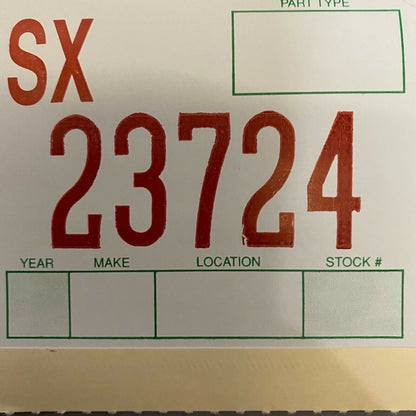 PART TYPE
SX
23724
YEAR MAKE LOCATION STOCK #